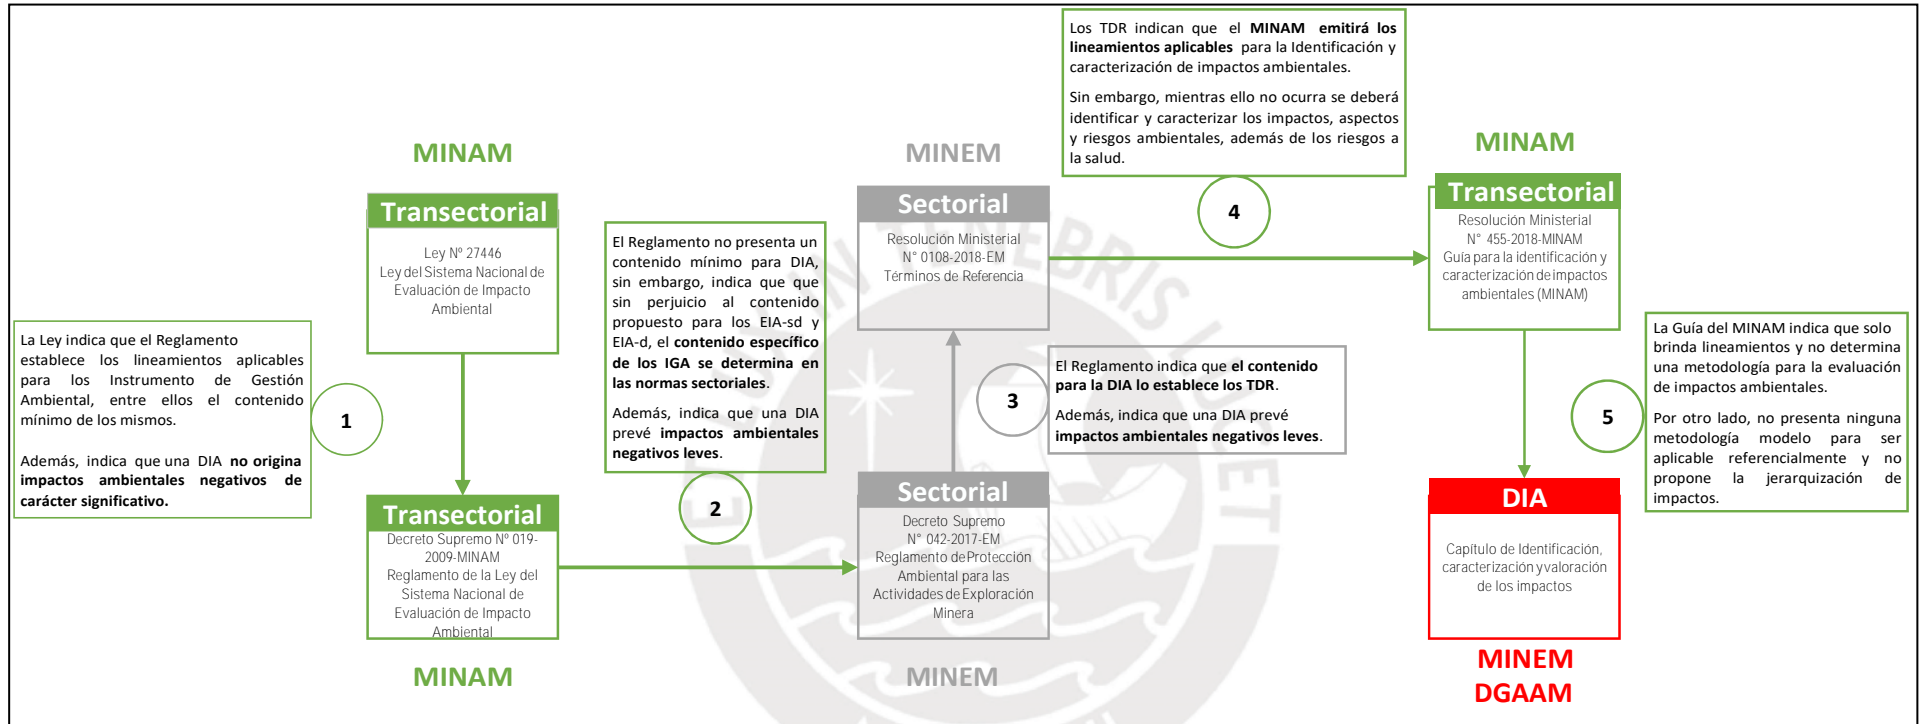 MINAM
Transectorial
Ley Nº 27446
Ley del Sistema Nacional de
Evaluación de Impacto
Ambiental
La Ley indica que el Reglamento
establece los lineamientos aplicables
para los Instrumento de Gestión
Ambiental, entre ellos el contenido
mínimo de los mismos.
Además, indica que una DIA no origina
impactos ambientales negativos de
carácter significativo.
1
Transectorial
Decreto Supremo Nº 019-
2009-MINAM
Reglamento de la Ley del
Sistema Nacional de
Evaluación de Impacto
Ambiental
MINAM
El Reglamento no presenta un
contenido mínimo para DIA,
sin embargo, indica que que
sin perjuicio al contenido
propuesto para los EIA-sd y
EIA-d, el contenido específico
de los IGA se determina en
las normas sectoriales.
Además, indica que una DIA
prevé impactos ambientales
negativos leves.
2
MINEM
Sectorial
Resolución Ministerial
N° 0108-2018-EM
Términos de Referencia
3
El Reglamento indica que el contenido
para la DIA lo establece los TDR.
Además, indica que una DIA prevé
impactos ambientales negativos leves.
Sectorial
Decreto Supremo
N° 042-2017-EM
Reglamento de Protección
Ambiental para las
Actividades de Exploración
Minera
MINEM
Los TDR indican que el MINAM emitirá los
lineamientos aplicables para la Identificación y
caracterización de impactos ambientales.
Sin embargo, mientras ello no ocurra se deberá
identificar y caracterizar los impactos, aspectos
y riesgos ambientales, además de los riesgos a
la salud.
4
MINAM
Transectorial
Resolución Ministerial
N° 455-2018-MINAM
Guía para la identificación y
caracterización de impactos
ambientales (MINAM)
5
La Guía del MINAM indica que solo
brinda lineamientos y no determina
una metodología para la evaluación
de impactos ambientales.
Por otro lado, no presenta ninguna
metodología modelo para ser
aplicable referencialmente y no
propone la jerarquización de
impactos.
DIA
Capítulo de Identificación,
caracterización y valoración
de los impactos
MINEM
DGAAM
ET LUX IN TENEBRIS LUCET